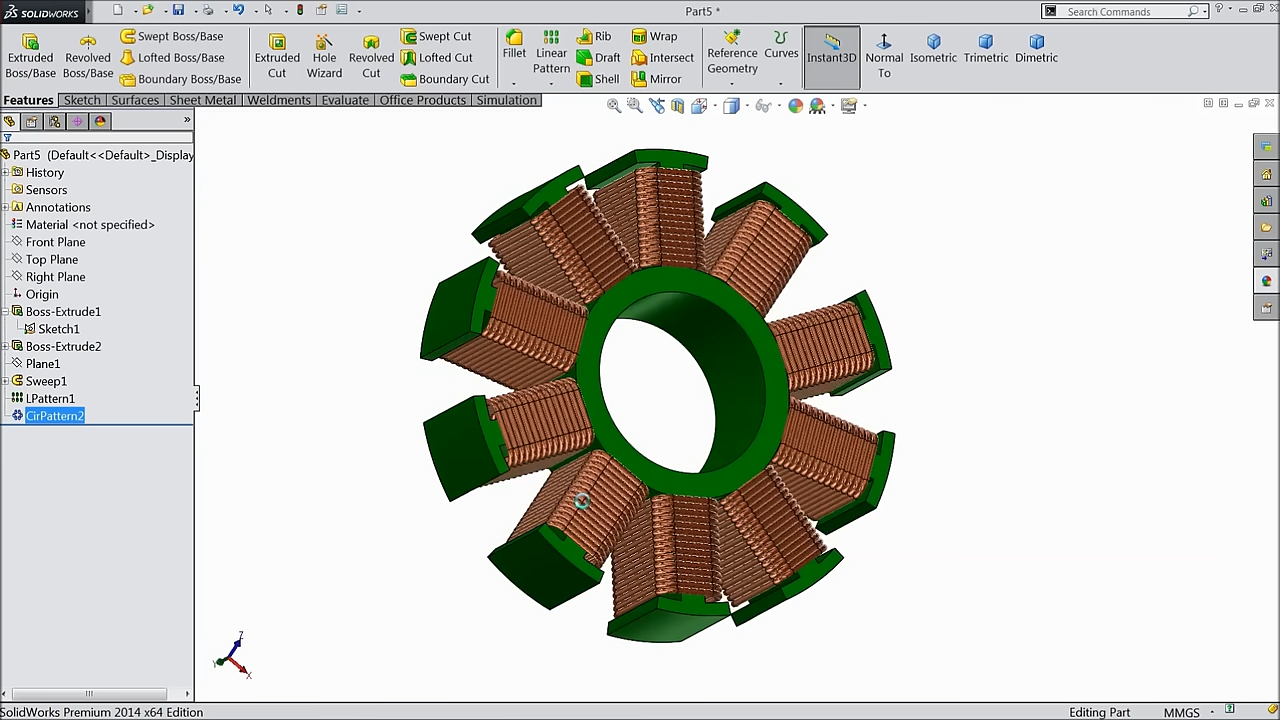 SOLIDWORKS
Part5 *
Search Commands
Extruded Boss/Base
Revolved Boss/Base
Swept Boss/Base
Lofted Boss/Base
Boundary Boss/Base
Extruded Cut
Hole Wizard
Revolved Cut
Swept Cut
Lofted Cut
Boundary Cut
Fillet
Linear Pattern
Rib
Draft
Shell
Wrap
Intersect
Mirror
Reference Geometry
Curves
Instant3D
Normal To
Isometric
Trimetric
Dimetric
Features
Sketch
Surfaces
Sheet Metal
Weldments
Evaluate
Office Products
Simulation
Part5 (Default<<Default>_Display
History
Sensors
Annotations
Material <not specified>
Front Plane
Top Plane
Right Plane
Origin
Boss-Extrude1
Sketch1
Boss-Extrude2
Plane1
Sweep1
LPattern1
CirPattern2
Z
Y
X
SolidWorks Premium 2014 x64 Edition
Editing Part
MMGS